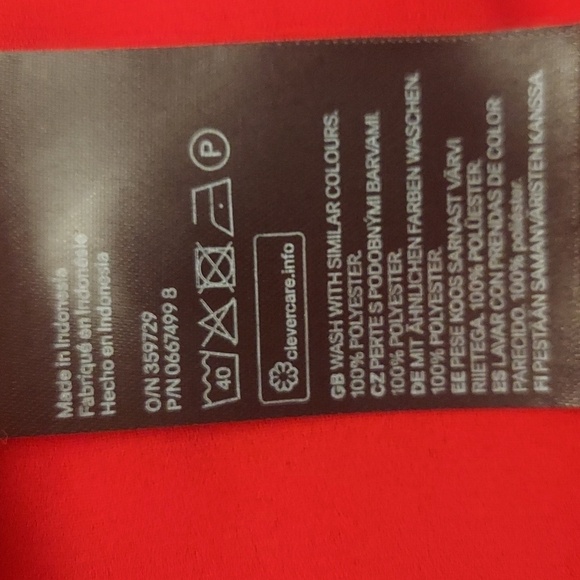 Made in Indonesia
Fabriqué en Indonésie
Hecho en Indonesia
O/N 359729
P/N 0667499 8
40
P
clevercare.info
GB WASH WITH SIMILAR COLOURS.
100% POLYESTER.
CZ PERTE S PODOBNÝMI BARVAMI.
100% POLYESTER.
DE MIT ÄHNLICHEN FARBEN WASCHEN.
100% POLYESTER.
EE PESE KOOS SARNAST VÄRVI
RIIETEGA. 100% POLÜESTER.
ES LAVAR CON PRENDAS DE COLOR
PARECIDO. 100% poliéster.
FI PESTÄÄN SAMANVÄRISTEN KANSSA